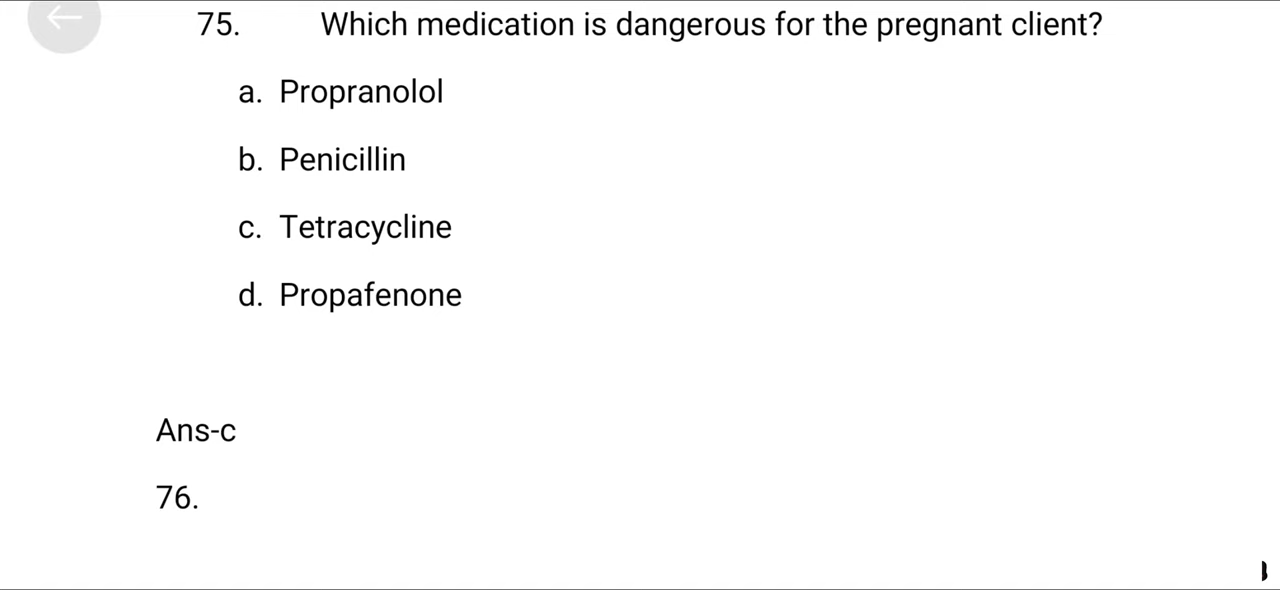 75. Which medication is dangerous for the pregnant client?
a. Propranolol
b. Penicillin
c. Tetracycline
d. Propafenone
Ans-c
76.